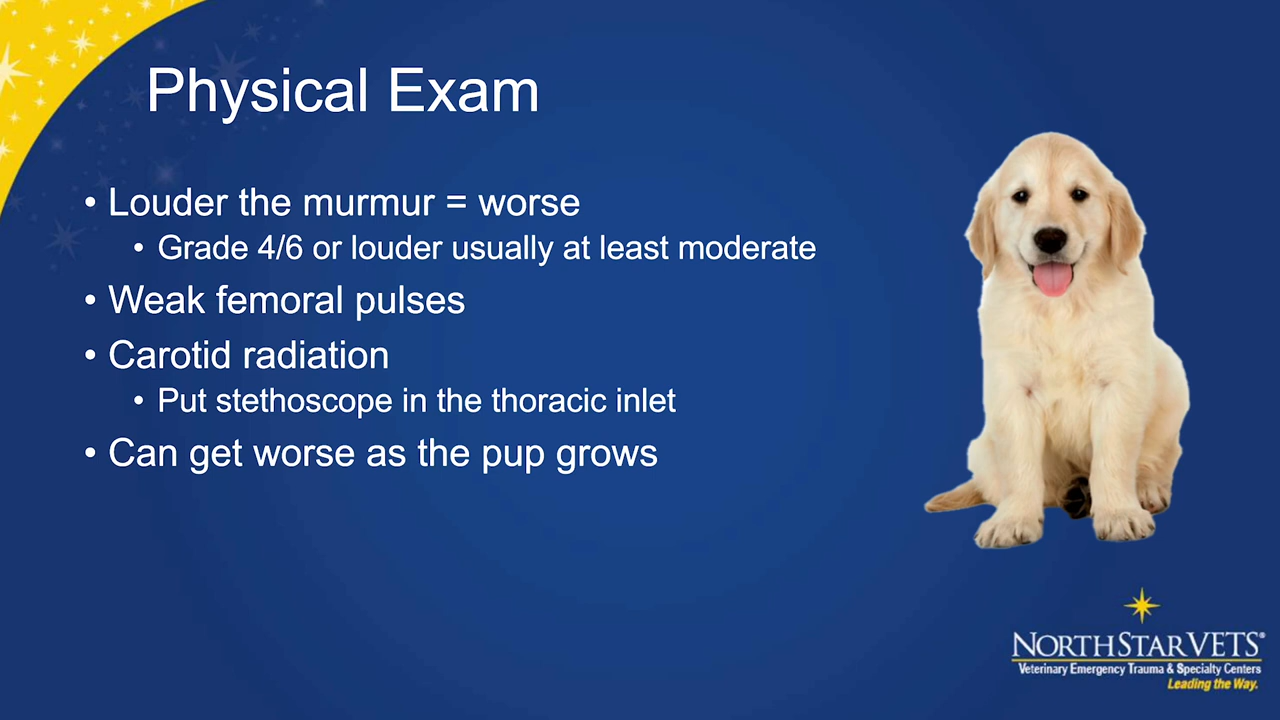 Physical Exam
• Louder the murmur = worse
• Grade 4/6 or louder usually at least moderate
• Weak femoral pulses
• Carotid radiation
• Put stethoscope in the thoracic inlet
• Can get worse as the pup grows
NORTHSTAR VETS®
Veterinary Emergency Trauma & Specialty Centers
Leading the Way.